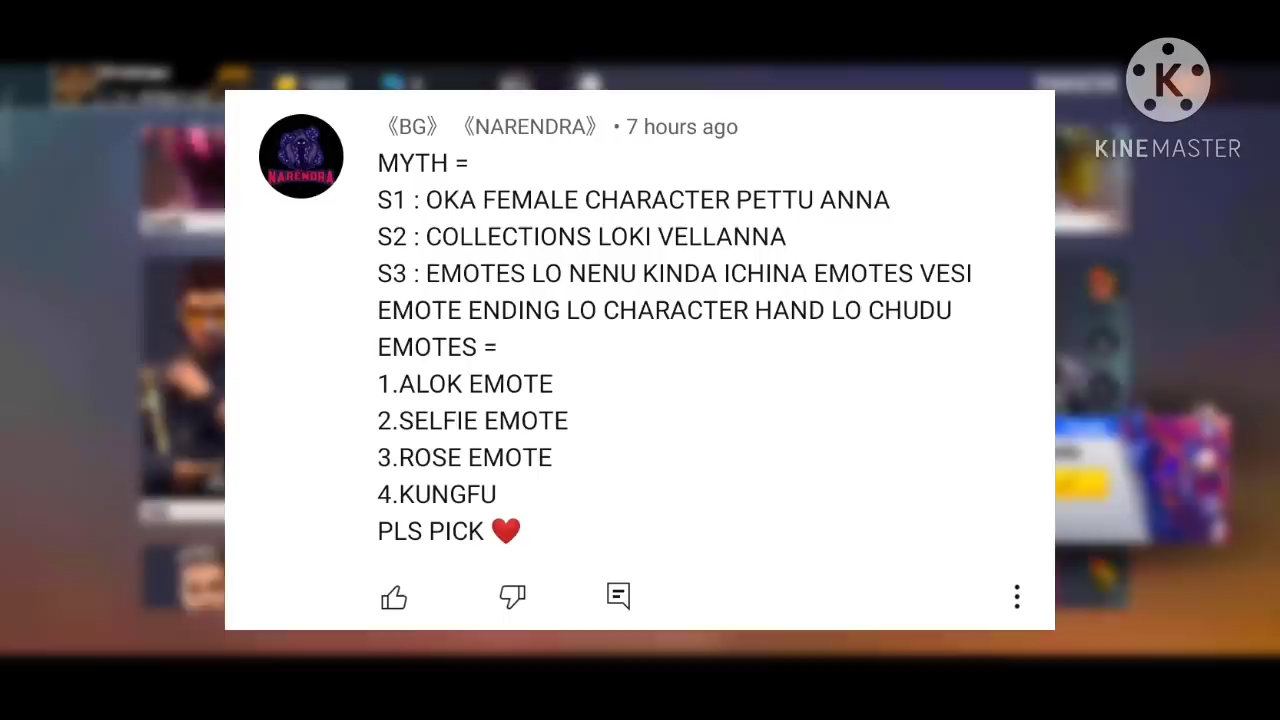 《BG》 《NARENDRA》 • 7 hours ago
MYTH =
S1 : OKA FEMALE CHARACTER PETTU ANNA
S2 : COLLECTIONS LOKI VELLANNA
S3 : EMOTES LO NENU KINDA ICHINA EMOTES VESI
EMOTE ENDING LO CHARACTER HAND LO CHUDU
EMOTES =
1.ALOK EMOTE
2.SELFIE EMOTE
3.ROSE EMOTE
4.KUNGFU
PLS PICK ❤️
NARENDRA
K
KINEMASTER